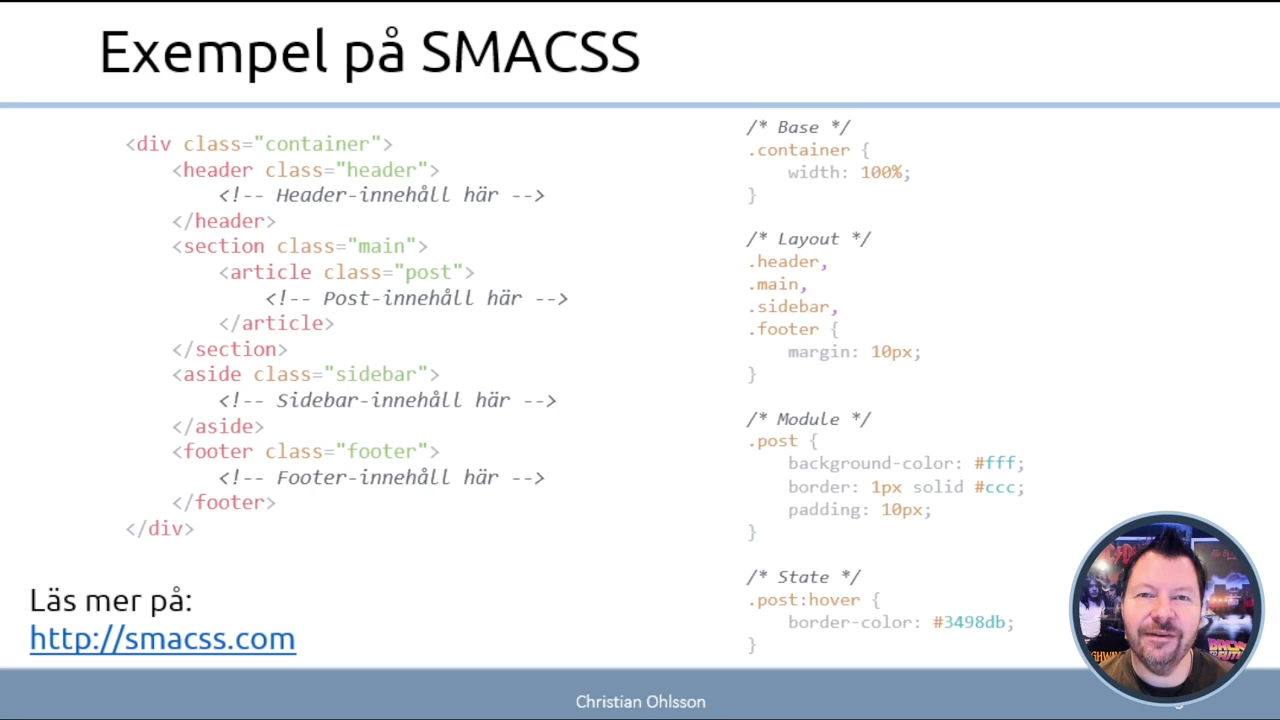 Exempel på SMACSS
<div class="container">
<header class="header">
<!-- Header-innehåll här -->
</header>
<section class="main">
<article class="post">
<!-- Post-innehåll här -->
</article>
</section>
<aside class="sidebar">
<!-- Sidebar-innehåll här -->
</aside>
<footer class="footer">
<!-- Footer-innehåll här -->
</footer>
</div>
Läs mer på:
http://smacss.com
/* Base */
.container {
width: 100%;
}
/* Layout */
.header,
.main,
.sidebar,
.footer {
margin: 10px;
}
/* Module */
.post {
background-color: #fff;
border: 1px solid #ccc;
padding: 10px;
}
/* State */
.post:hover {
border-color: #3498db;
}
Christian Ohlsson